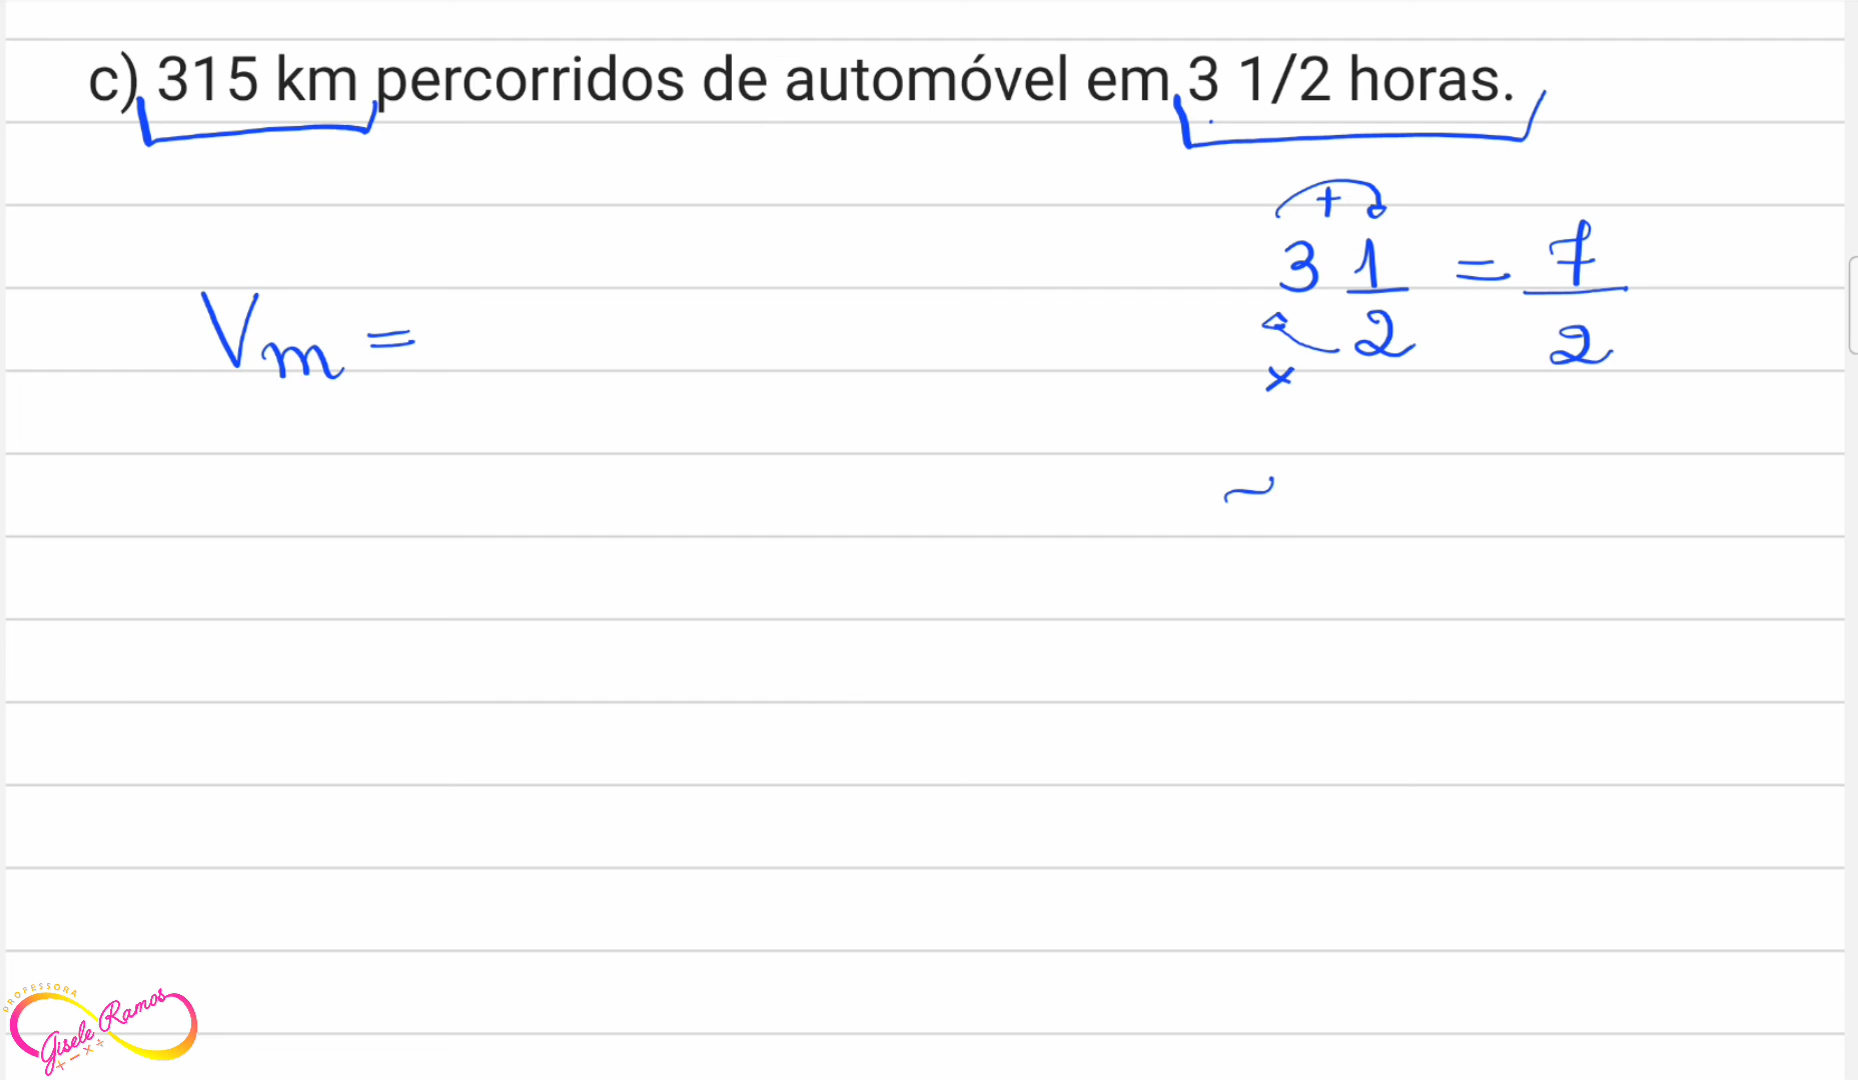 c) 315 km percorridos de automóvel em 3 1/2 horas.
+
3 1/2 = 7/2
x
Vm =
~
PROFESSORA
Gisele Ramos
+ − × ÷